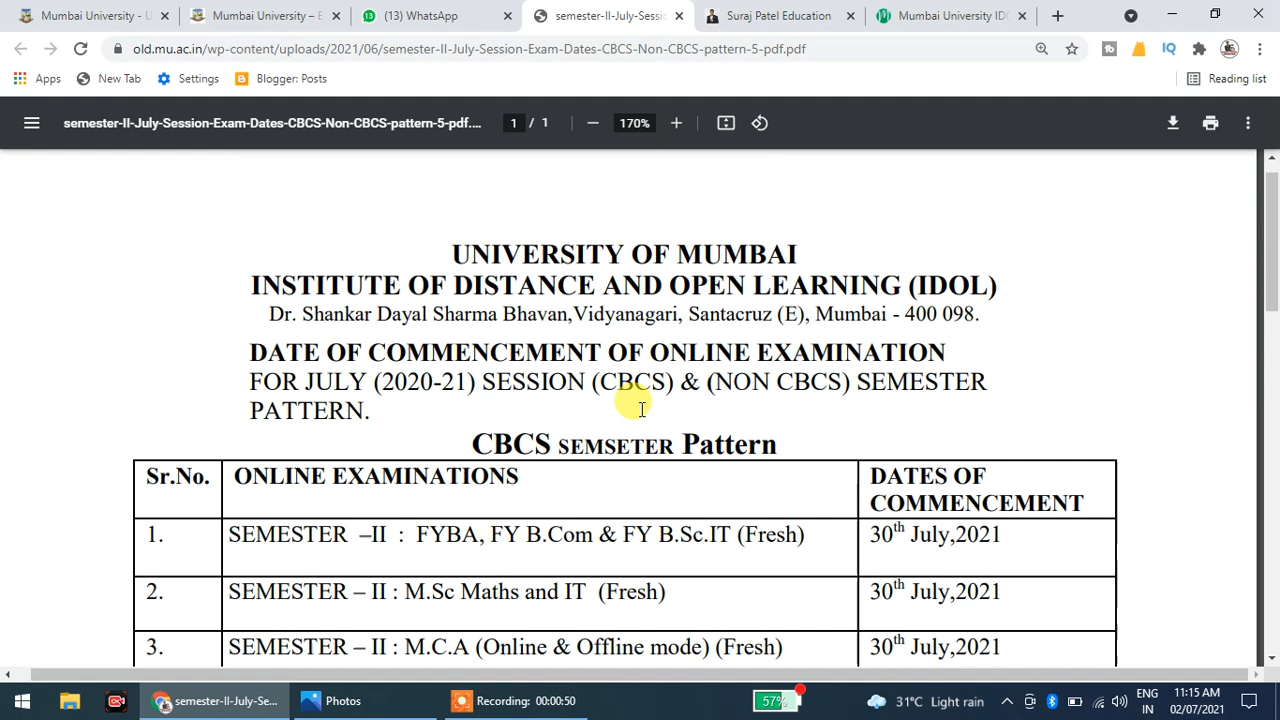 Mumbai University – U
Mumbai University – E
(13) WhatsApp
semester-II-July-Sessi
Suraj Patel Education
Mumbai University IDO
old.mu.ac.in/wp-content/uploads/2021/06/semester-II-July-Session-Exam-Dates-CBCS-Non-CBCS-pattern-5-pdf.pdf
Apps
New Tab
Settings
Blogger: Posts
Reading list
semester-II-July-Session-Exam-Dates-CBCS-Non-CBCS-pattern-5-pdf....
1 / 1
170%
UNIVERSITY OF MUMBAI
INSTITUTE OF DISTANCE AND OPEN LEARNING (IDOL)
Dr. Shankar Dayal Sharma Bhavan,Vidyanagari, Santacruz (E), Mumbai - 400 098.
DATE OF COMMENCEMENT OF ONLINE EXAMINATION
FOR JULY (2020-21) SESSION (CBCS) & (NON CBCS) SEMESTER
PATTERN.
CBCS SEMSETER Pattern
Sr.No. ONLINE EXAMINATIONS DATES OF
COMMENCEMENT
1. SEMESTER –II : FYBA, FY B.Com & FY B.Sc.IT (Fresh) 30th July,2021
2. SEMESTER – II : M.Sc Maths and IT (Fresh) 30th July,2021
3. SEMESTER – II : M.C.A (Online & Offline mode) (Fresh) 30th July,2021
semester-II-July-Se...
Photos
Recording: 0:00:50
57%
31°C Light rain
ENG
IN
11:15 AM
02/07/2021